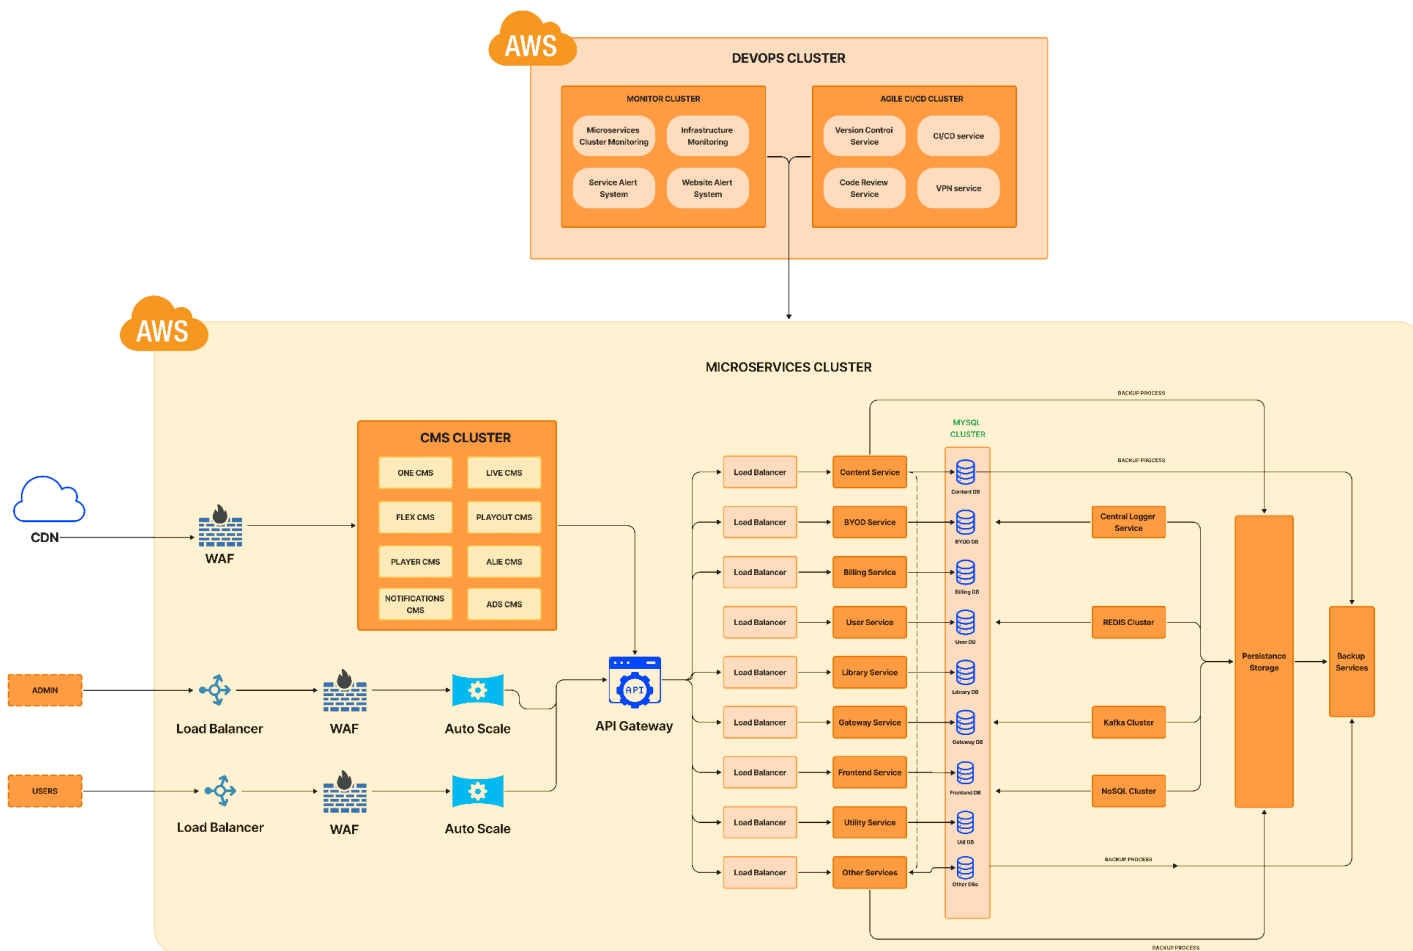 AWS
DEVOPS CLUSTER
MONITOR CLUSTER
Microservices
Cluster Monitoring
Infrastructure
Monitoring
Service Alert
System
Website Alert
System
AGILE CI/CD CLUSTER
Version Control
Service
CI/CD service
Code Review
Service
VPN service
AWS
MICROSERVICES CLUSTER
CDN
WAF
CMS CLUSTER
ONE CMS
LIVE CMS
FLEX CMS
PLAYOUT CMS
PLAYER CMS
ALIE CMS
NOTIFICATIONS
CMS
ADS CMS
ADMIN
Load Balancer
WAF
Auto Scale
USERS
Load Balancer
WAF
Auto Scale
API
API Gateway
Load Balancer
Content Service
Load Balancer
BYOD Service
Load Balancer
Billing Service
Load Balancer
User Service
Load Balancer
Library Service
Load Balancer
Gateway Service
Load Balancer
Frontend Service
Load Balancer
Utility Service
Load Balancer
Other Services
MYSQL
CLUSTER
Content DB
BYOD DB
Billing DB
User DB
Library DB
Gateway DB
Frontend DB
Util DB
Other DBs
BACKUP PROCESS
BACKUP PROCESS
Central Logger
Service
REDIS Cluster
Kafka Cluster
NoSQL Cluster
Persistance
Storage
Backup
Services
BACKUP PROCESS
BACKUP PROCESS